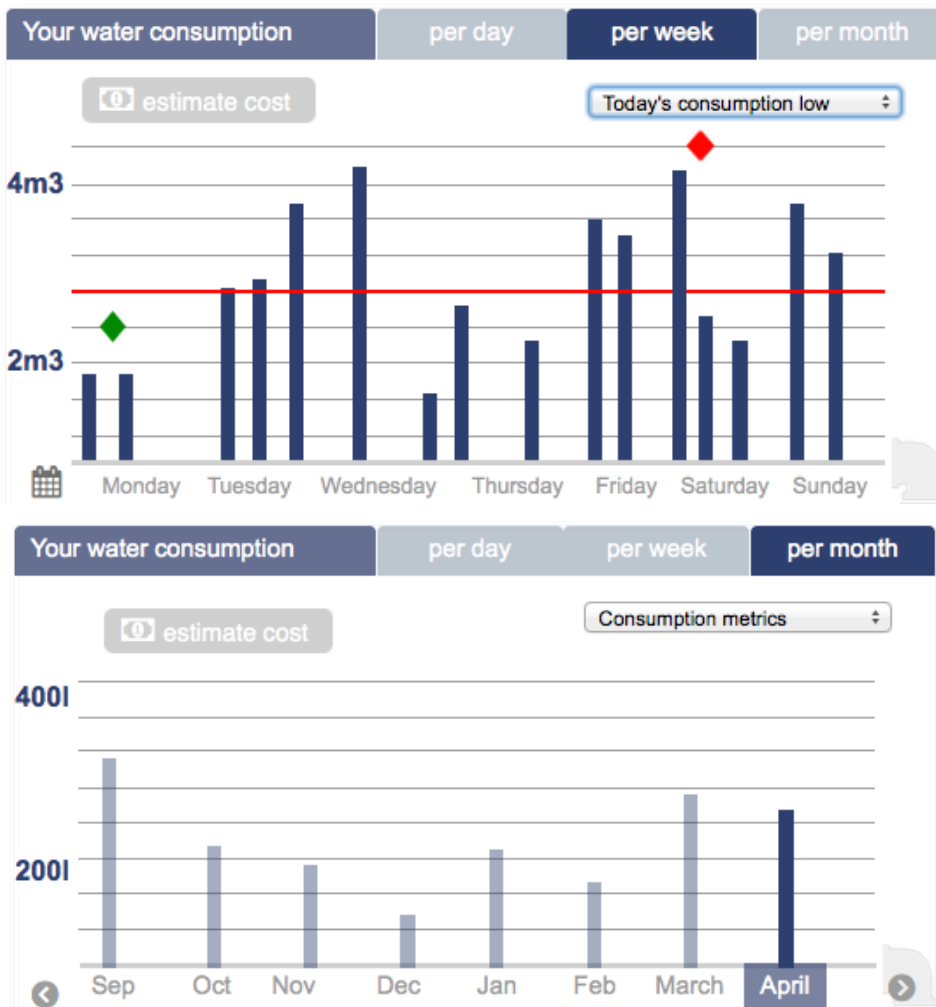 Your water consumption per day per week per month
estimate cost Today's consumption low
4m3
2m3
Monday Tuesday Wednesday Thursday Friday Saturday Sunday
Your water consumption per day per week per month
estimate cost Consumption metrics
400l
200l
Sep Oct Nov Dec Jan Feb March April